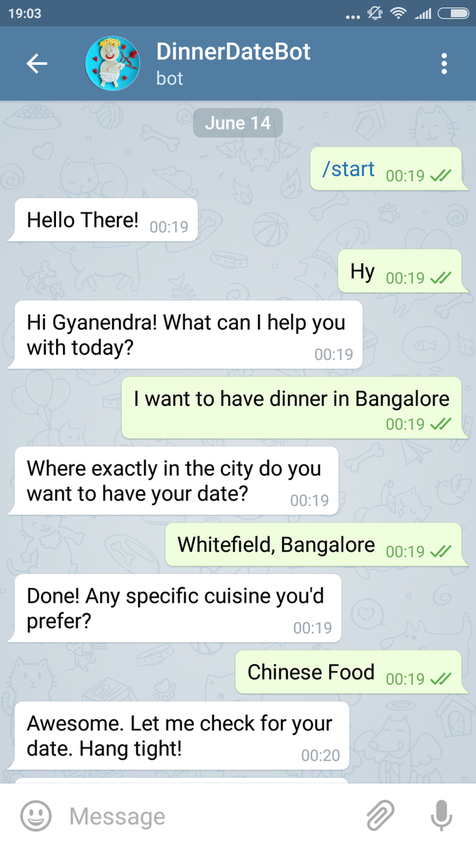 19:03
DinnerDateBot
bot
June 14
/start 00:19
Hello There! 00:19
Hy 00:19
Hi Gyanendra! What can I help you
with today?
00:19
I want to have dinner in Bangalore
00:19
Where exactly in the city do you
want to have your date? 00:19
Whitefield, Bangalore 00:19
Done! Any specific cuisine you'd
prefer?
00:19
Chinese Food 00:19
Awesome. Let me check for your
date. Hang tight! 00:20
Message